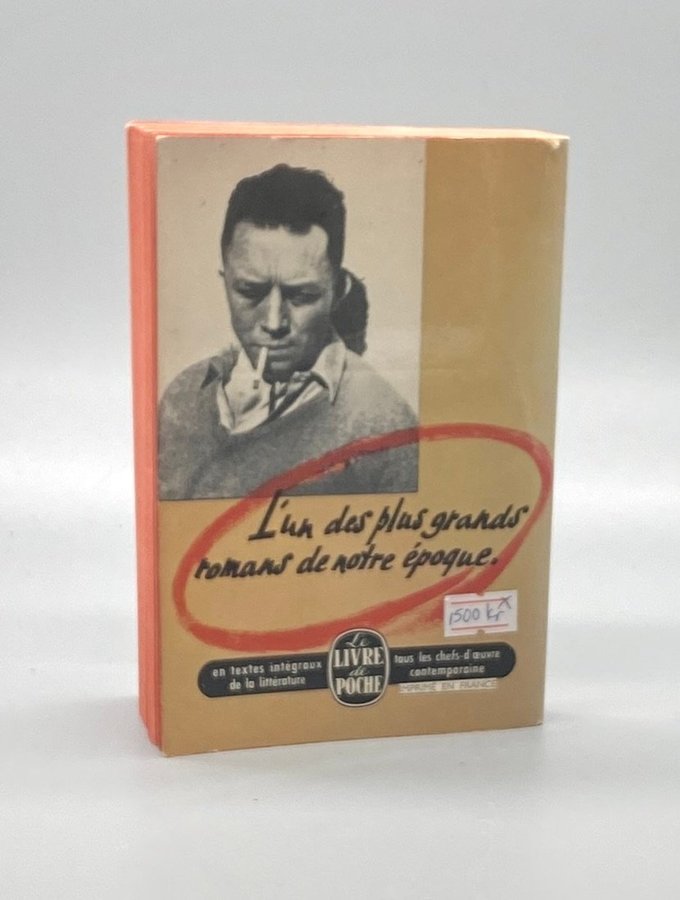 L'un des plus grands
romans de notre époque.
1500 kr x
en textes intégraux
de la littérature
Le
LIVRE
de
POCHE
tous les chefs-d'œuvre
contemporaine
IMPRIMÉ EN FRANCE